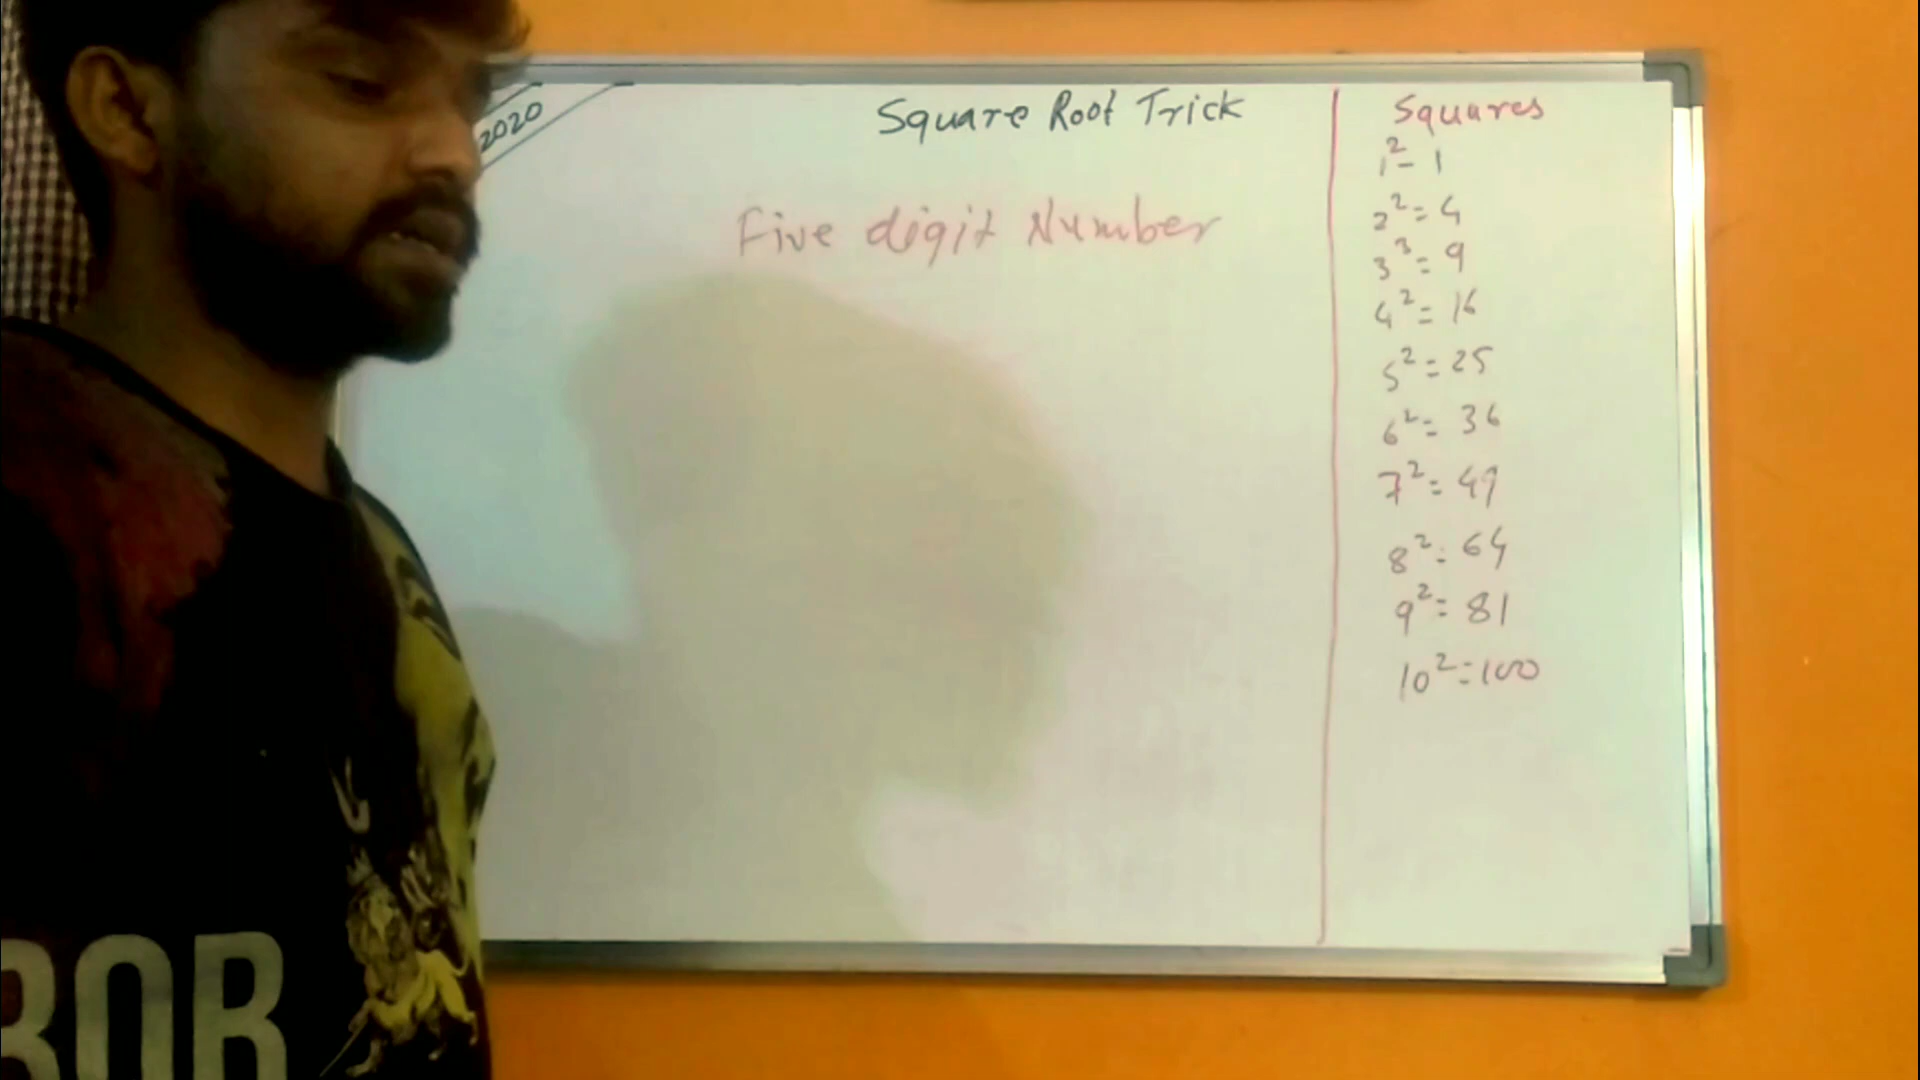 2020
Square Root Trick
Five digit Number
Squares
1² - 1
2² = 4
3³ = 9
4² = 16
5² = 25
6² = 36
7² = 49
8² = 64
9² = 81
10² = 100
BOB